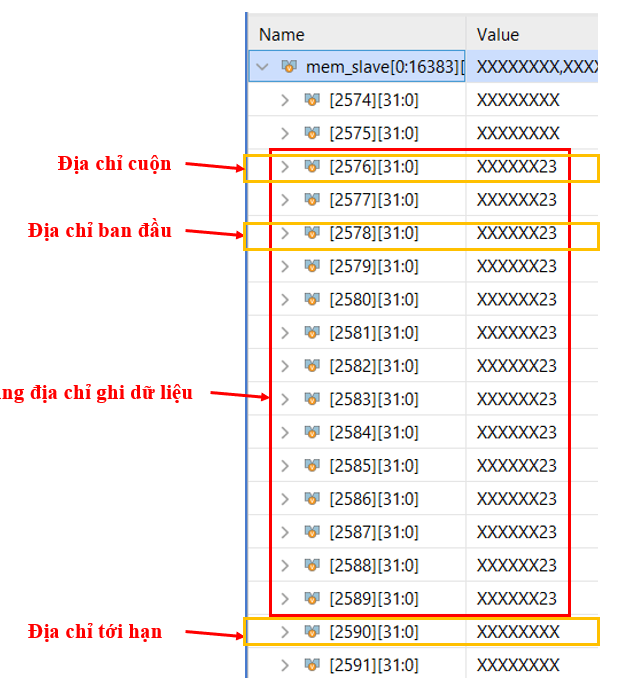 Name Value
mem_slave[0:16383][ XXXXXXXX,XXXX
[2574][31:0] XXXXXXXX
[2575][31:0] XXXXXXXX
Địa chỉ cuộn [2576][31:0] XXXXXX23
[2577][31:0] XXXXXX23
Địa chỉ ban đầu [2578][31:0] XXXXXX23
[2579][31:0] XXXXXX23
[2580][31:0] XXXXXX23
[2581][31:0] XXXXXX23
[2582][31:0] XXXXXX23
ng địa chỉ ghi dữ liệu [2583][31:0] XXXXXX23
[2584][31:0] XXXXXX23
[2585][31:0] XXXXXX23
[2586][31:0] XXXXXX23
[2587][31:0] XXXXXX23
[2588][31:0] XXXXXX23
[2589][31:0] XXXXXX23
Địa chỉ tới hạn [2590][31:0] XXXXXXXX
[2591][31:0] XXXXXXXX